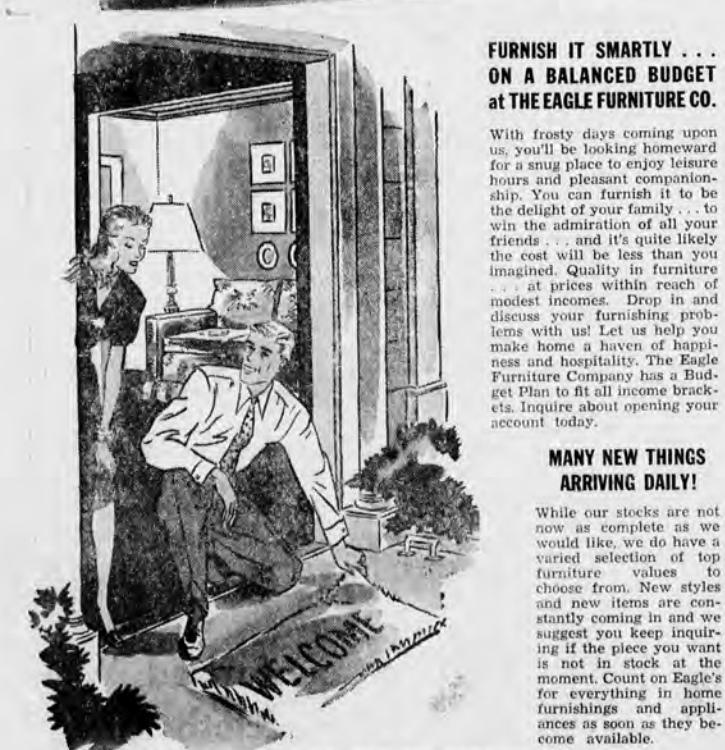 FURNISH IT SMARTLY . . .
ON A BALANCED BUDGET
at THE EAGLE FURNITURE CO.
With frosty days coming upon
us, you'll be looking homeward
for a snug place to enjoy leisure
hours and pleasant companion-
ship. You can furnish it to be
the delight of your family . . . to
win the admiration of all your
friends . . . and it's quite likely
the cost will be less than you
imagined. Quality in furniture
. . . at prices within reach of
modest incomes. Drop in and
discuss your furnishing prob-
lems with us! Let us help you
make home a haven of happi-
ness and hospitality. The Eagle
Furniture Company has a Bud-
get Plan to fit all income brack-
ets. Inquire about opening your
account today.
MANY NEW THINGS
ARRIVING DAILY!
While our stocks are not
now as complete as we
would like, we do have a
varied selection of top
furniture values to
choose from. New styles
and new items are con-
stantly coming in and we
suggest you keep inquir-
ing if the piece you want
is not in stock at the
moment. Count on Eagle's
for everything in home
furnishings and appli-
ances as soon as they be-
come available.
WELCOME